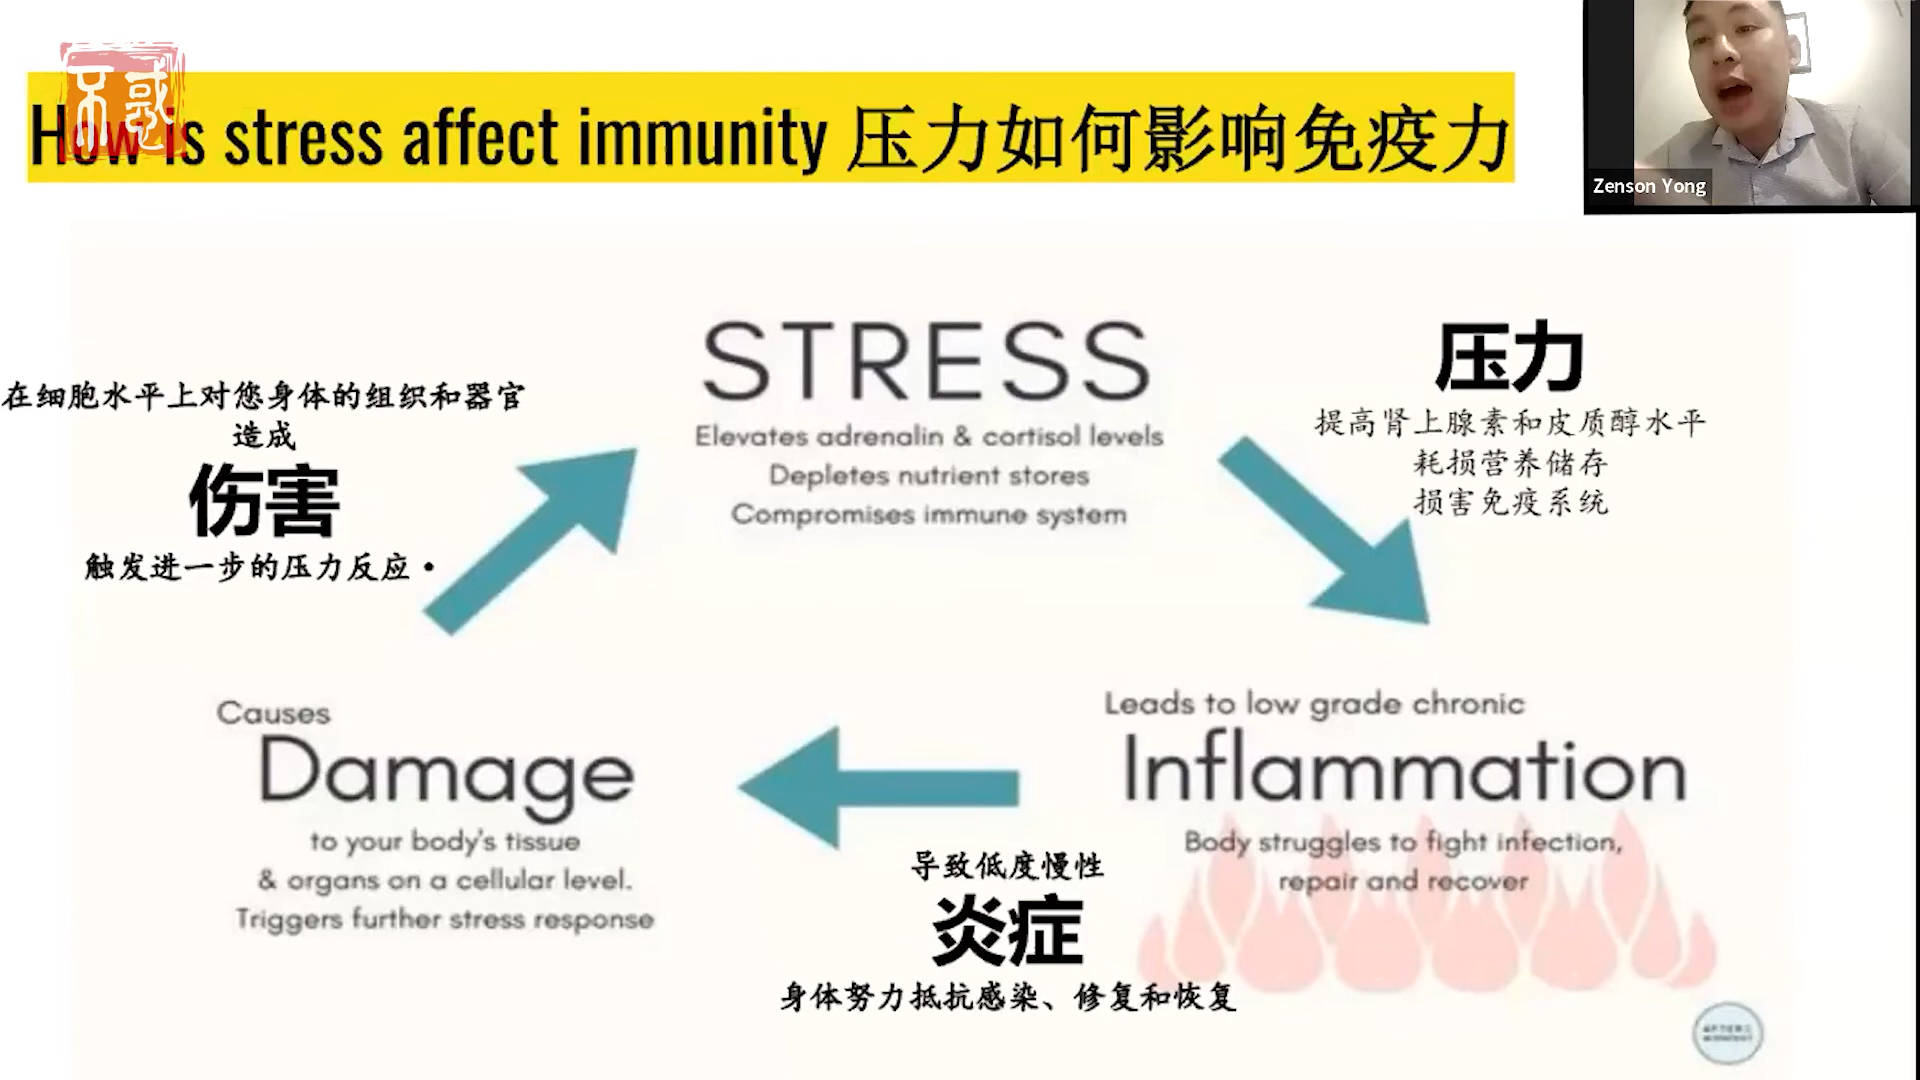 不惑
How is stress affect immunity 压力如何影响免疫力
Zenson Yong
STRESS
Elevates adrenalin & cortisol levels
Depletes nutrient stores
Compromises immune system
压力
提高肾上腺素和皮质醇水平
耗损营养储存
损害免疫系统
在细胞水平上对您身体的组织和器官
造成
伤害
触发进一步的压力反应•
Leads to low grade chronic
Inflammation
Body struggles to fight infection,
repair and recover
导致低度慢性
炎症
身体努力抵抗感染、修复和恢复
Causes
Damage
to your body's tissue
& organs on a cellular level.
Triggers further stress response